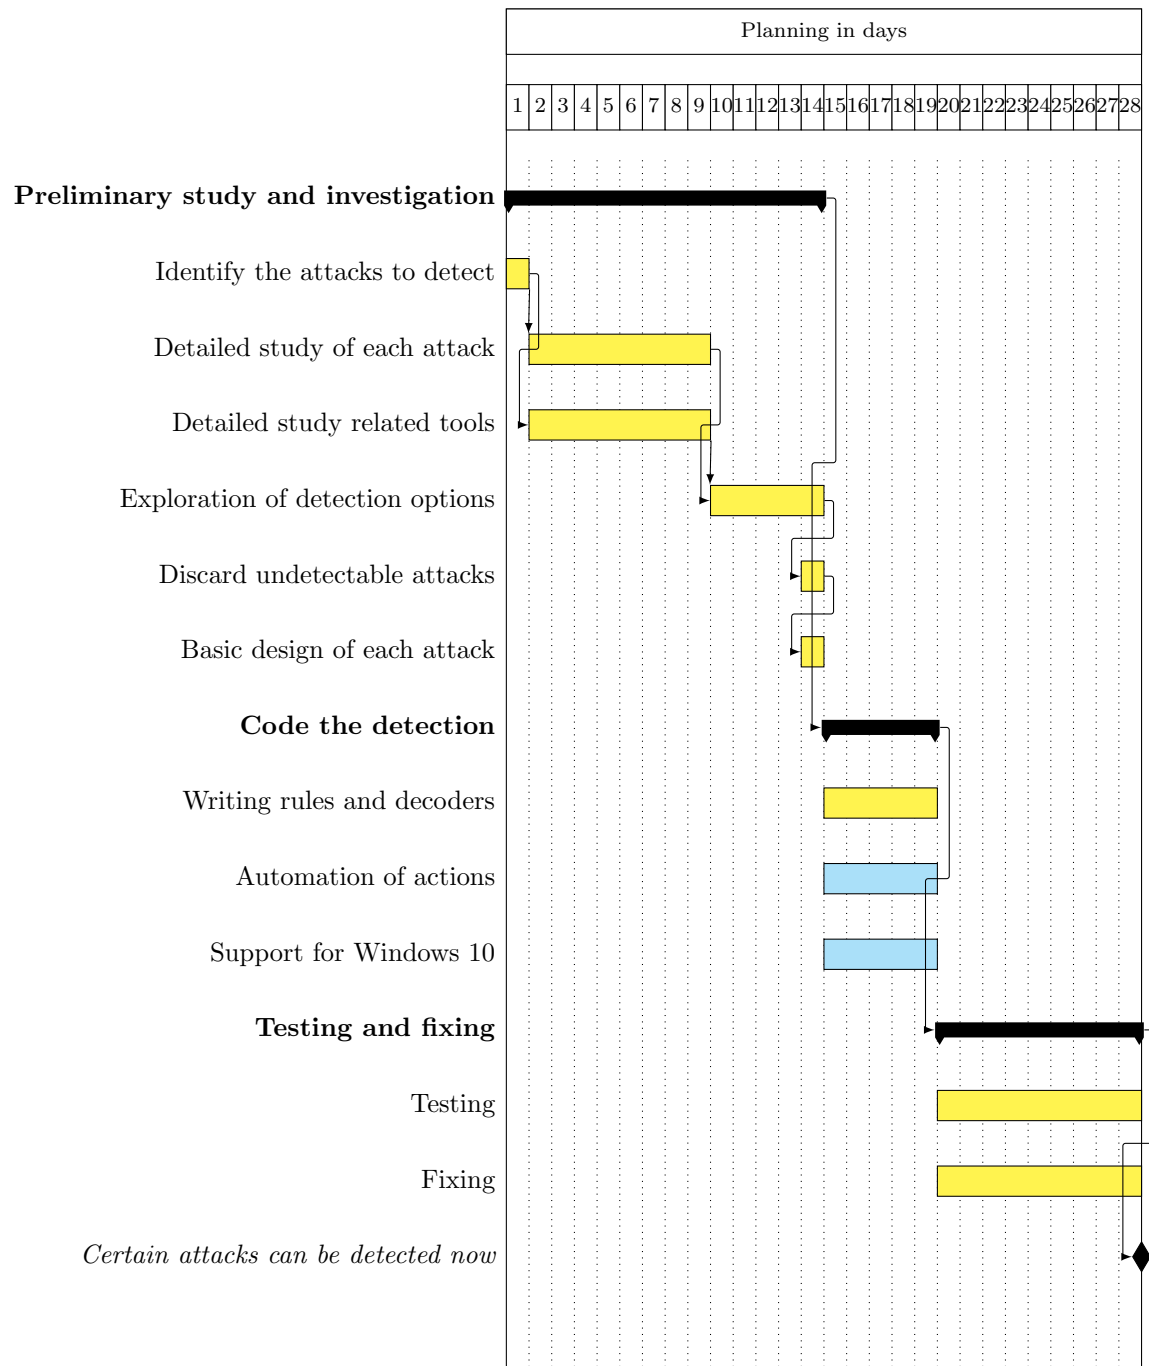 Planning in days
1 2 3 4 5 6 7 8 9 10 11 12 13 14 15 16 17 18 19 20 21 22 23 24 25 26 27 28
Preliminary study and investigation
Identify the attacks to detect
Detailed study of each attack
Detailed study related tools
Exploration of detection options
Discard undetectable attacks
Basic design of each attack
Code the detection
Writing rules and decoders
Automation of actions
Support for Windows 10
Testing and fixing
Testing
Fixing
Certain attacks can be detected now